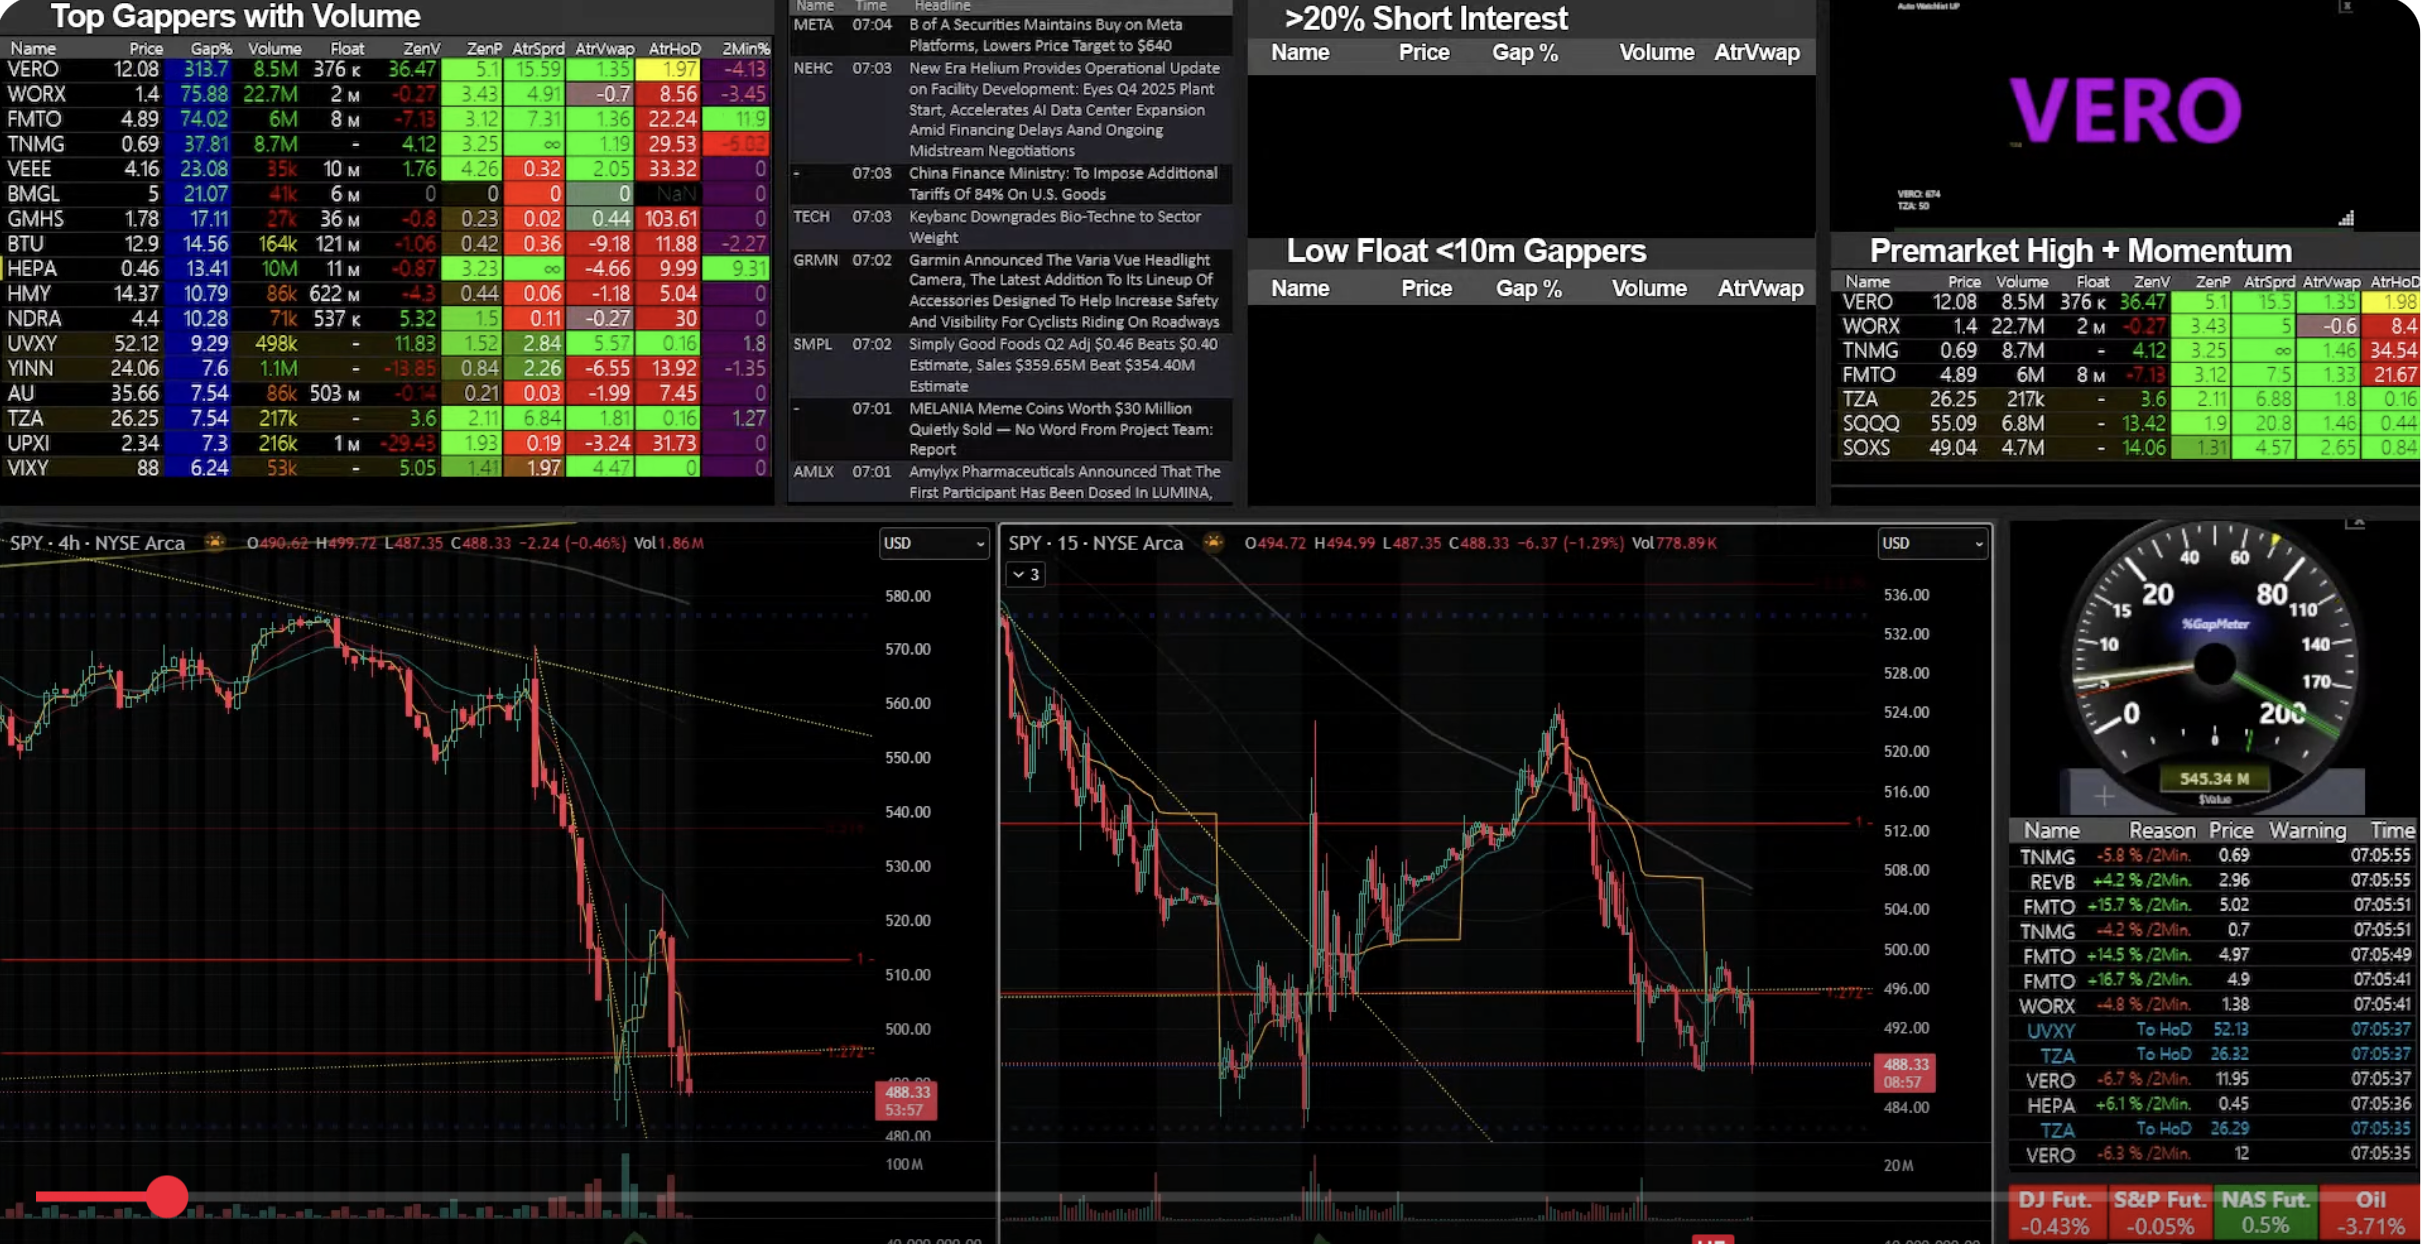 Top Gappers with Volume
Name Price Gap% Volume Float ZenV ZenP AtrSprd AtrVwap AtrHoD 2Min%
VERO 12.08 313.7 8.5M 376 K 36.47 5.1 15.59 1.35 1.97 -4.13
WORX 1.4 75.88 22.7M 2 M -0.27 3.43 4.91 -0.7 8.56 -3.45
FMTO 4.89 74.02 6M 8 M -7.13 3.12 7.31 1.36 22.24 11.9
TNMG 0.69 37.81 8.7M - 4.12 3.25 ∞ 1.19 29.53 -5.82
VEEE 4.16 23.08 35k 10 M 1.76 4.26 0.32 2.05 33.32 0
BMGL 5 21.07 41k 6 M 0 0 0 0 NaN 0
GMHS 1.78 17.11 27k 36 M -0.8 0.23 0.02 0.44 103.61 0
BTU 12.9 14.56 164k 121 M -1.06 0.42 0.36 -9.18 11.88 -2.27
HEPA 0.46 13.41 10M 11 M -0.87 3.23 ∞ -4.66 9.99 9.31
HMY 14.37 10.79 86k 622 M -4.3 0.44 0.06 -1.18 5.04 0
NDRA 4.4 10.28 71k 537 K 5.32 1.5 0.11 -0.27 30 0
UVXY 52.12 9.29 498k - 11.83 1.52 2.84 5.57 0.16 1.8
YINN 24.06 7.6 1.1M - -13.85 0.84 2.26 -6.55 13.92 -1.35
AU 35.66 7.54 86k 503 M -0.14 0.21 0.03 -1.99 7.45 0
TZA 26.25 7.54 217k - 3.6 2.11 6.84 1.81 0.16 1.27
UPXI 2.34 7.3 216k 1 M -29.43 1.93 0.19 -3.24 31.73 0
VIXY 88 6.24 53k - 5.05 1.41 1.97 4.47 0 0
Name Time Headline
META 07:04 B of A Securities Maintains Buy on Meta
Platforms, Lowers Price Target to $640
NEHC 07:03 New Era Helium Provides Operational Update
on Facility Development: Eyes Q4 2025 Plant
Start, Accelerates AI Data Center Expansion
Amid Financing Delays Aand Ongoing
Midstream Negotiations
- 07:03 China Finance Ministry: To Impose Additional
Tariffs Of 84% On U.S. Goods
TECH 07:03 Keybanc Downgrades Bio-Techne to Sector
Weight
GRMN 07:02 Garmin Announced The Varia Vue Headlight
Camera, The Latest Addition To Its Lineup Of
Accessories Designed To Help Increase Safety
And Visibility For Cyclists Riding On Roadways
SMPL 07:02 Simply Good Foods Q2 Adj $0.46 Beats $0.40
Estimate, Sales $359.65M Beat $354.40M
Estimate
- 07:01 MELANIA Meme Coins Worth $30 Million
Quietly Sold — No Word From Project Team:
Report
AMLX 07:01 Amylyx Pharmaceuticals Announced That The
First Participant Has Been Dosed In LUMINA,
>20% Short Interest
Name Price Gap % Volume AtrVwap
Low Float <10m Gappers
Name Price Gap % Volume AtrVwap
Auto Watchlist UP
VERO
VERO: 674
TZA: 50
Premarket High + Momentum
Name Price Volume Float ZenV ZenP AtrSprd AtrVwap AtrHoD
VERO 12.08 8.5M 376 K 36.47 5.1 15.5 1.35 1.98
WORX 1.4 22.7M 2 M -0.27 3.43 5 -0.6 8.4
TNMG 0.69 8.7M - 4.12 3.25 ∞ 1.46 34.54
FMTO 4.89 6M 8 M -7.13 3.12 7.5 1.33 21.67
TZA 26.25 217k - 3.6 2.11 6.88 1.8 0.16
SQQQ 55.09 6.8M - 13.42 1.9 20.8 1.46 0.44
SOXS 49.04 4.7M - 14.06 1.31 4.57 2.65 0.84
SPY · 4h · NYSE Arca O490.62 H499.72 L487.35 C488.33 -2.24 (-0.46%) Vol1.86M
USD
580.00
570.00
560.00
550.00
540.00
530.00
520.00
1
510.00
500.00
1.272
488.33
53:57
480.00
100M
SPY · 15 · NYSE Arca O494.72 H494.99 L487.35 C488.33 -6.37 (-1.29%) Vol778.89K
USD
3
536.00
532.00
528.00
524.00
520.00
516.00
1
512.00
508.00
504.00
500.00
1.272
496.00
492.00
488.33
08:57
484.00
20M
40 60
20 80
15 110
%GapMeter
10 140
5 170
0 200
0
545.34 M
$Value
Name Reason Price Warning Time
TNMG -5.8 % /2Min. 0.69 07:05:55
REVB +4.2 % /2Min. 2.96 07:05:55
FMTO +15.7 % /2Min. 5.02 07:05:51
TNMG -4.2 % /2Min. 0.7 07:05:51
FMTO +14.5 % /2Min. 4.97 07:05:49
FMTO +16.7 % /2Min. 4.9 07:05:41
WORX -4.8 % /2Min. 1.38 07:05:41
UVXY To HoD 52.13 07:05:37
TZA To HoD 26.32 07:05:37
VERO -6.7 % /2Min. 11.95 07:05:37
HEPA +6.1 % /2Min. 0.45 07:05:36
TZA To HoD 26.29 07:05:35
VERO -6.3 % /2Min. 12 07:05:35
DJ Fut. S&P Fut. NAS Fut. Oil
-0.43% -0.05% 0.5% -3.71%